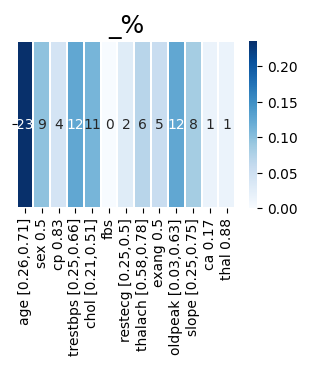 _%
23 9 4 12 11 0 2 6 5 12 8 1 1
0.20
0.15
0.10
0.05
0.00
age [0.26,0.71]
sex 0.5
cp 0.83
trestbps [0.25,0.66]
chol [0.21,0.51]
fbs
restecg [0.25,0.5]
thalach [0.58,0.78]
exang 0.5
oldpeak [0.03,0.63]
slope [0.25,0.75]
ca 0.17
thal 0.88